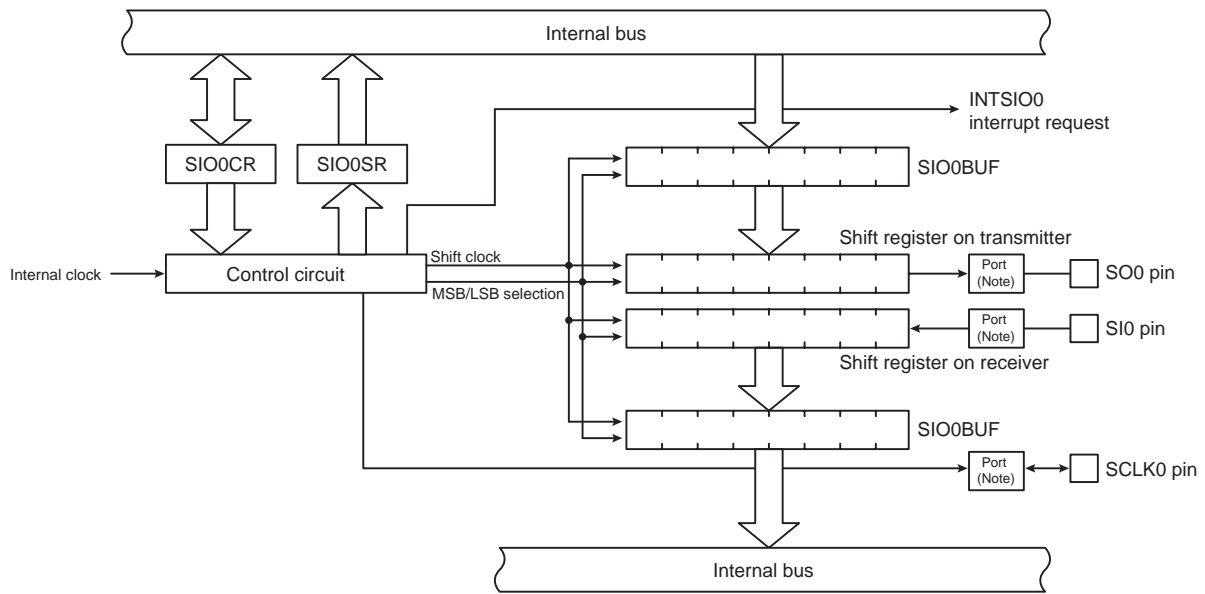 Internal bus
INTSIO0
interrupt request
SIO0CR
SIO0SR
SIO0BUF
Shift register on transmitter
Internal clock
Control circuit
Shift clock
MSB/LSB selection
Port
(Note)
SO0 pin
Port
(Note)
SI0 pin
Shift register on receiver
SIO0BUF
Port
(Note)
SCLK0 pin
Internal bus